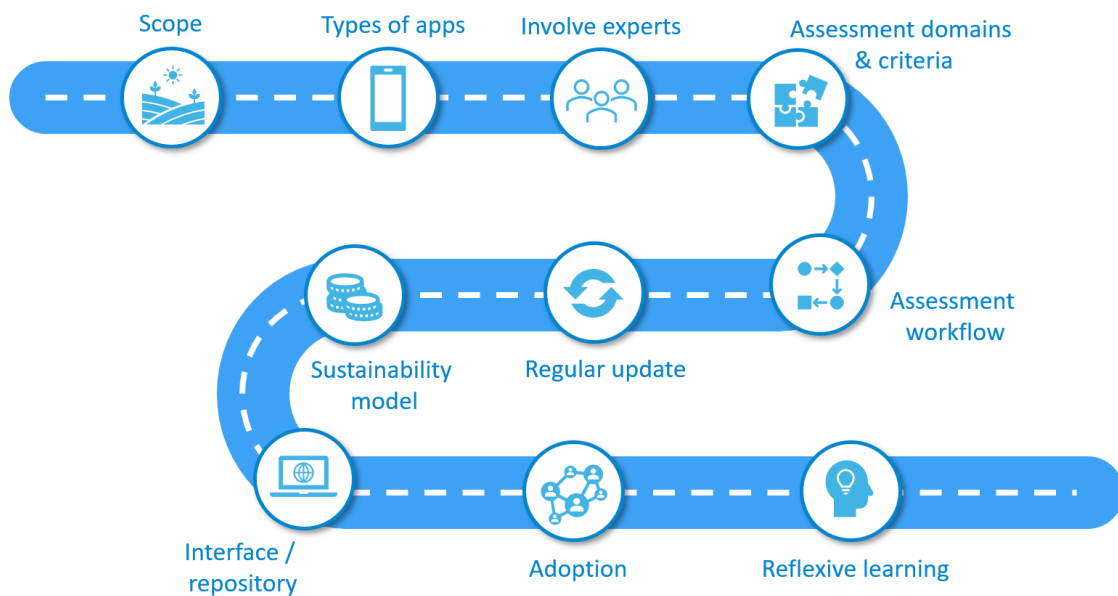 Scope
Types of apps
Involve experts
Assessment domains
& criteria
Assessment
workflow
Regular update
Sustainability
model
Interface /
repository
Adoption
Reflexive learning